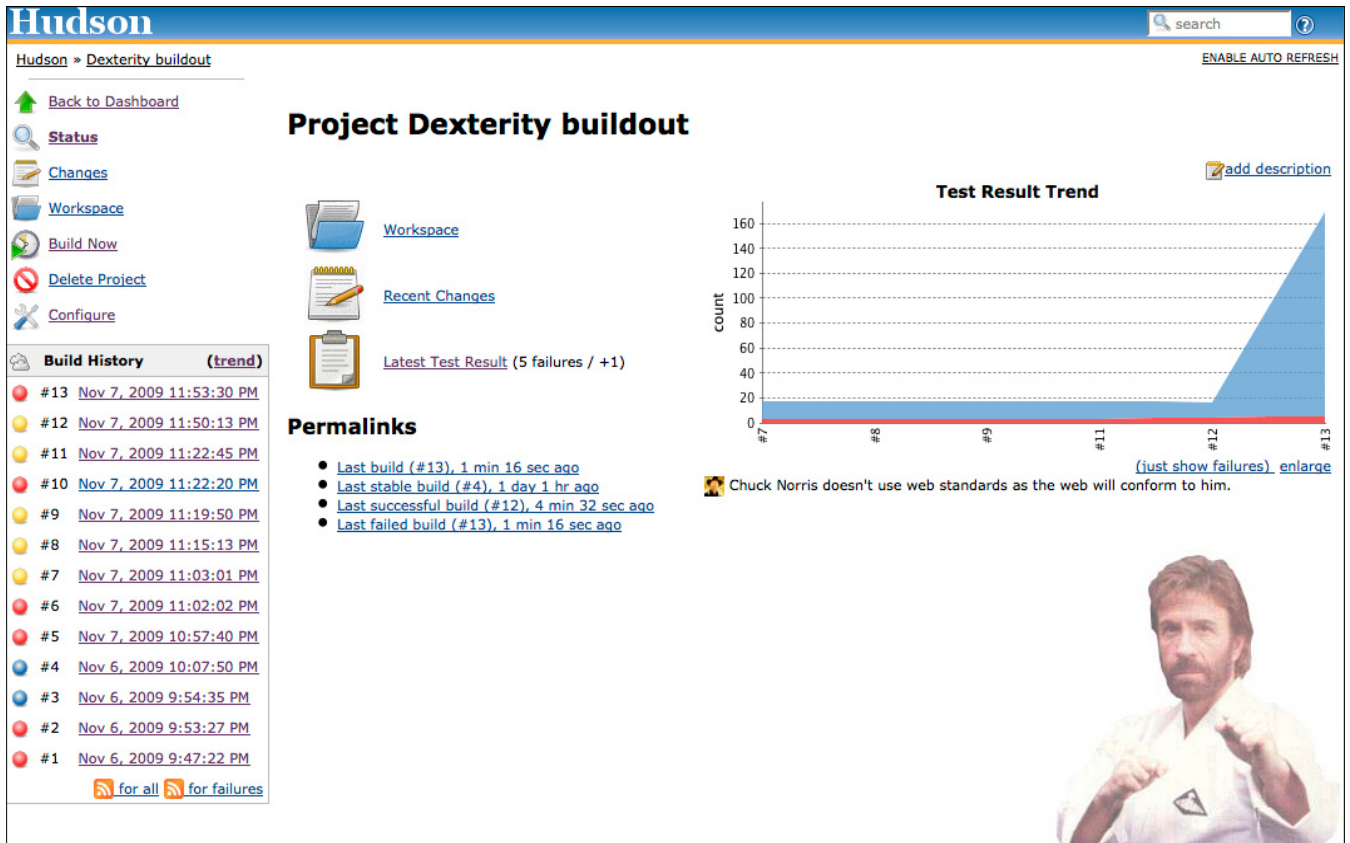 Hudson
search
Hudson » Dexterity buildout
ENABLE AUTO REFRESH
Back to Dashboard
Status
Changes
Workspace
Build Now
Delete Project
Configure
Build History (trend)
#13 Nov 7, 2009 11:53:30 PM
#12 Nov 7, 2009 11:50:13 PM
#11 Nov 7, 2009 11:22:45 PM
#10 Nov 7, 2009 11:22:20 PM
#9 Nov 7, 2009 11:19:50 PM
#8 Nov 7, 2009 11:15:13 PM
#7 Nov 7, 2009 11:03:01 PM
#6 Nov 7, 2009 11:02:02 PM
#5 Nov 7, 2009 10:57:40 PM
#4 Nov 6, 2009 10:07:50 PM
#3 Nov 6, 2009 9:54:35 PM
#2 Nov 6, 2009 9:53:27 PM
#1 Nov 6, 2009 9:47:22 PM
for all for failures
Project Dexterity buildout
add description
Workspace
Recent Changes
Latest Test Result (5 failures / +1)
Permalinks
Last build (#13), 1 min 16 sec ago
Last stable build (#4), 1 day 1 hr ago
Last successful build (#12), 4 min 32 sec ago
Last failed build (#13), 1 min 16 sec ago
Test Result Trend
count
160
140
120
100
80
60
40
20
0
#7 #8 #9 #11 #12 #13
(just show failures) enlarge
Chuck Norris doesn't use web standards as the web will conform to him.